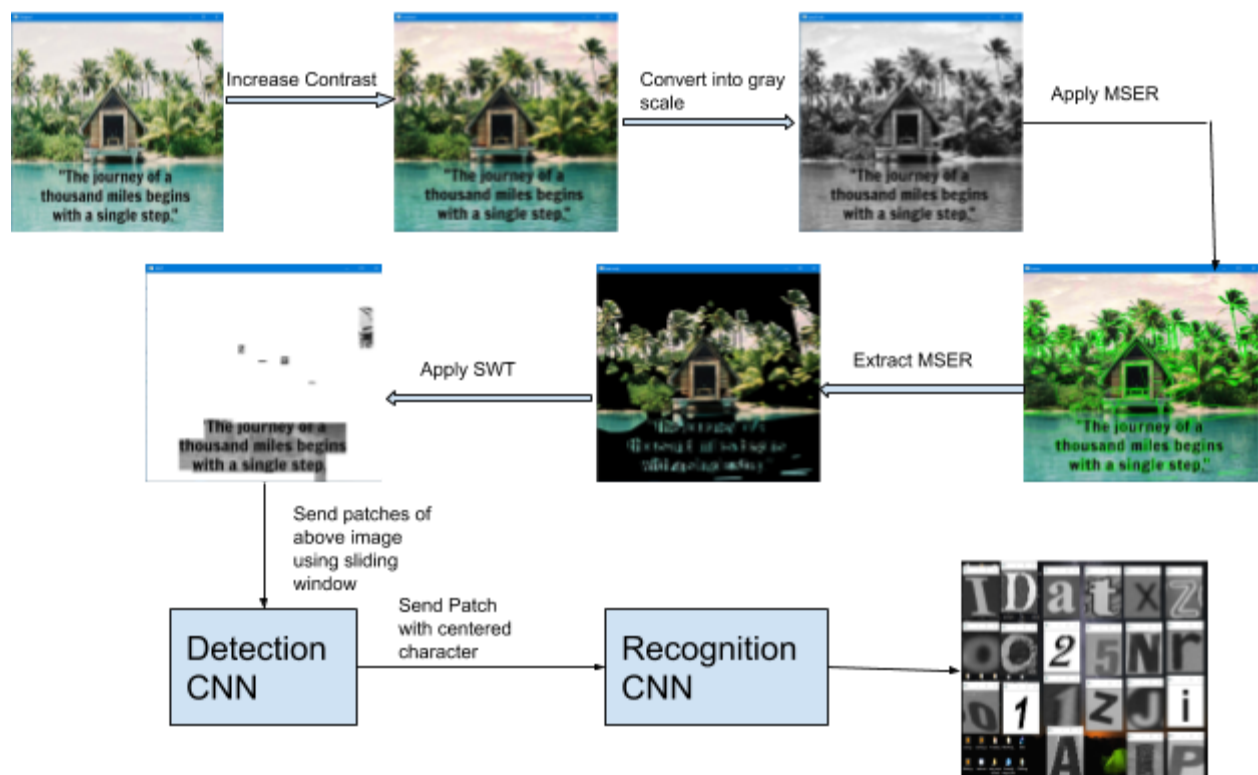 Increase Contrast
Convert into gray
scale
Apply MSER
"The journey of a
thousand miles begins
with a single step."
"The journey of a
thousand miles begins
with a single step."
"The journey of a
thousand miles begins
with a single step."
Apply SWT
Extract MSER
The journey of a
thousand miles begins
with a single step
"The journey of a
thousand miles begins
with a single step."
Send patches of
above image
using sliding
window
Detection
CNN
Send Patch
with centered
character
Recognition
CNN
I D a t x z
o O 2 5 N r
o 1 1 z J i
A P